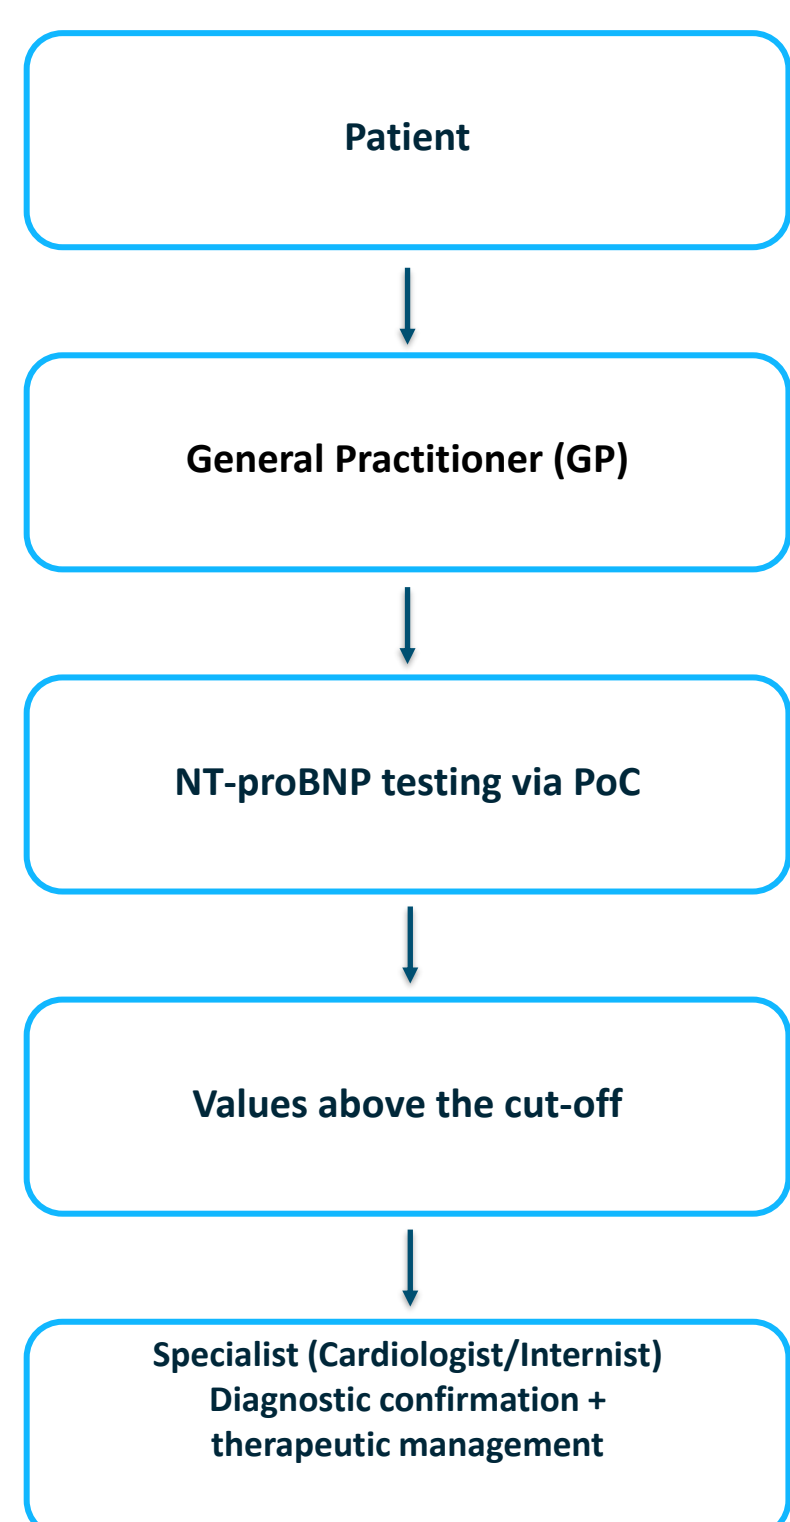 Patient
General Practitioner (GP)
NT-proBNP testing via PoC
Values above the cut-off
Specialist (Cardiologist/Internist)
Diagnostic confirmation +
therapeutic management